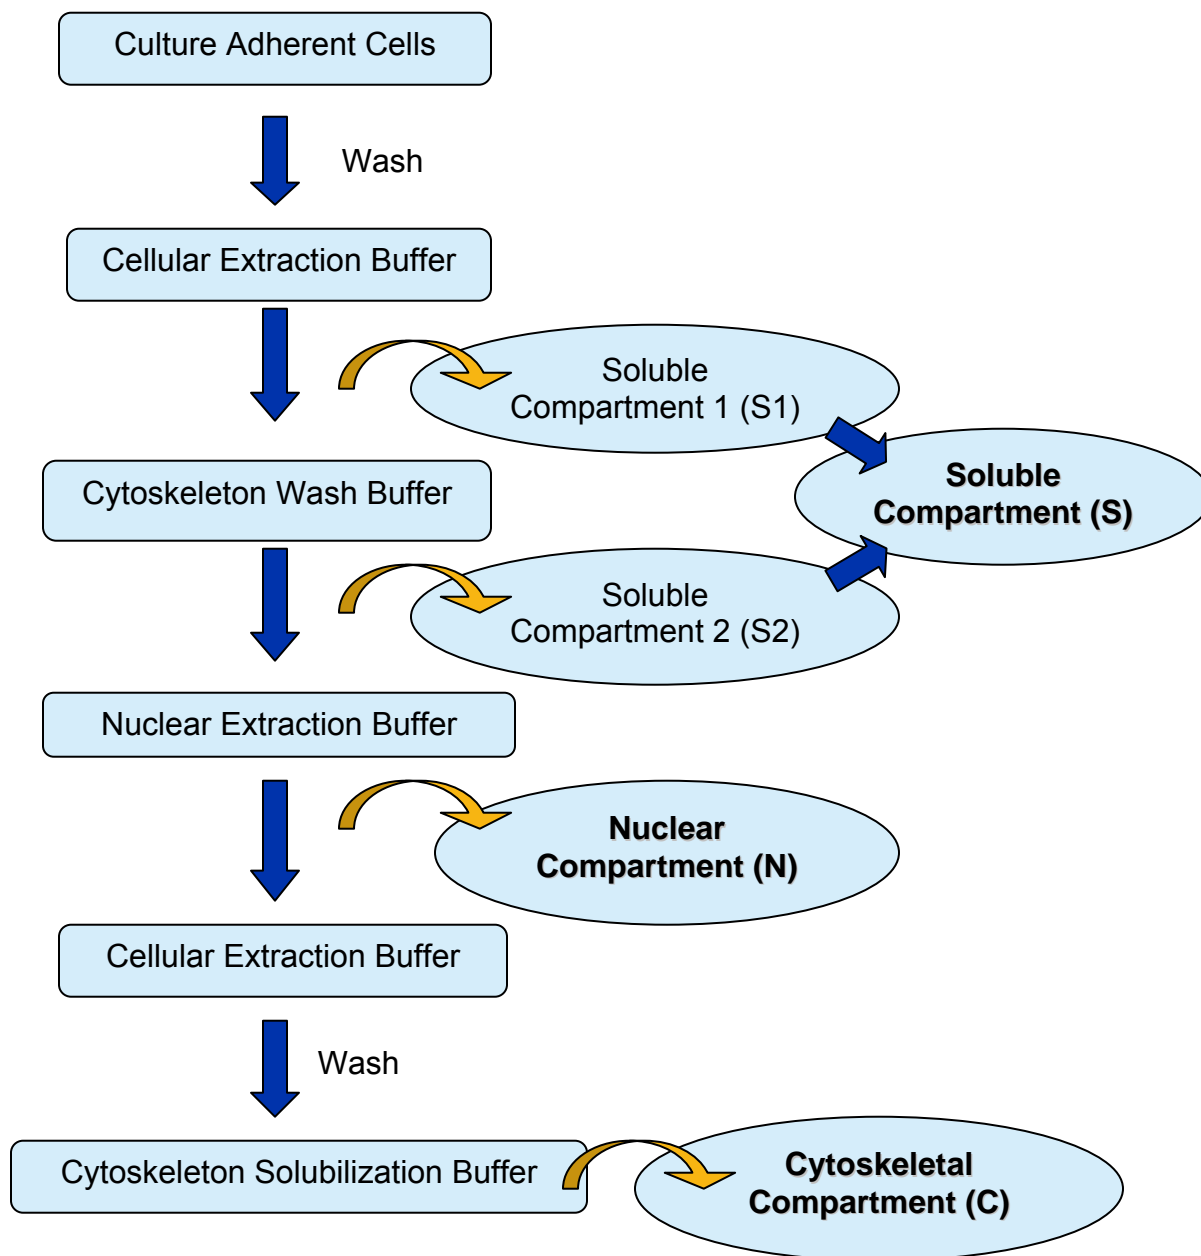 Culture Adherent Cells
Wash
Cellular Extraction Buffer
Soluble
Compartment 1 (S1)
Soluble
Compartment (S)
Cytoskeleton Wash Buffer
Soluble
Compartment 2 (S2)
Nuclear Extraction Buffer
Nuclear
Compartment (N)
Cellular Extraction Buffer
Wash
Cytoskeleton Solubilization Buffer
Cytoskeletal
Compartment (C)